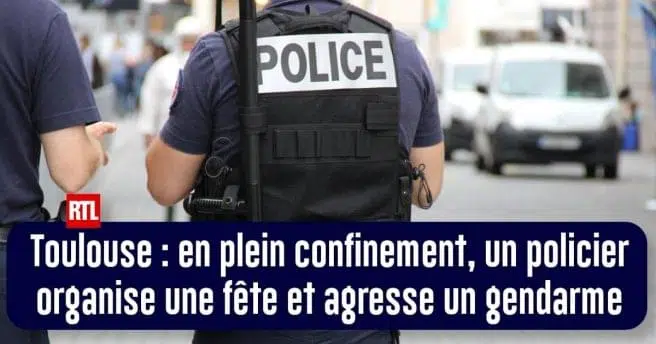 POLICE
RTL
Toulouse : en plein confinement, un policier
organise une fête et agresse un gendarme